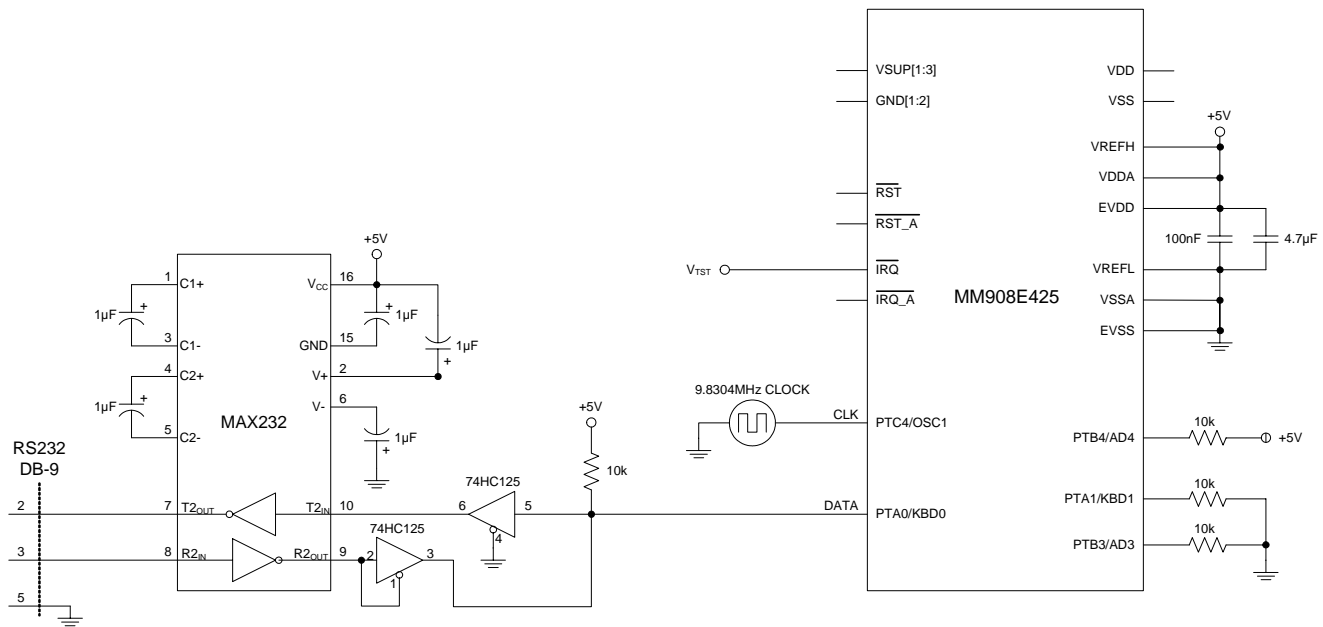 VSUP[1:3]
GND[1:2]
RST
RST_A
IRQ
IRQ_A
PTC4/OSC1
PTA0/KBD0
MM908E425
VDD
VSS
VREFH
VDDA
EVDD
VREFL
VSSA
EVSS
PTB4/AD4
PTA1/KBD1
PTB3/AD3
+5V
100nF
4.7µF
10k
+5V
10k
10k
VTST
9.8304MHz CLOCK
CLK
DATA
+5V
10k
74HC125
6
5
4
74HC125
2
3
1
+5V
1µF
1µF
1µF
1µF
1µF
MAX232
1
C1+
3
C1-
4
C2+
5
C2-
VCC
16
GND
15
V+
2
V-
6
7
T2OUT
T2IN
10
8
R2IN
R2OUT
9
RS232
DB-9
2
3
5